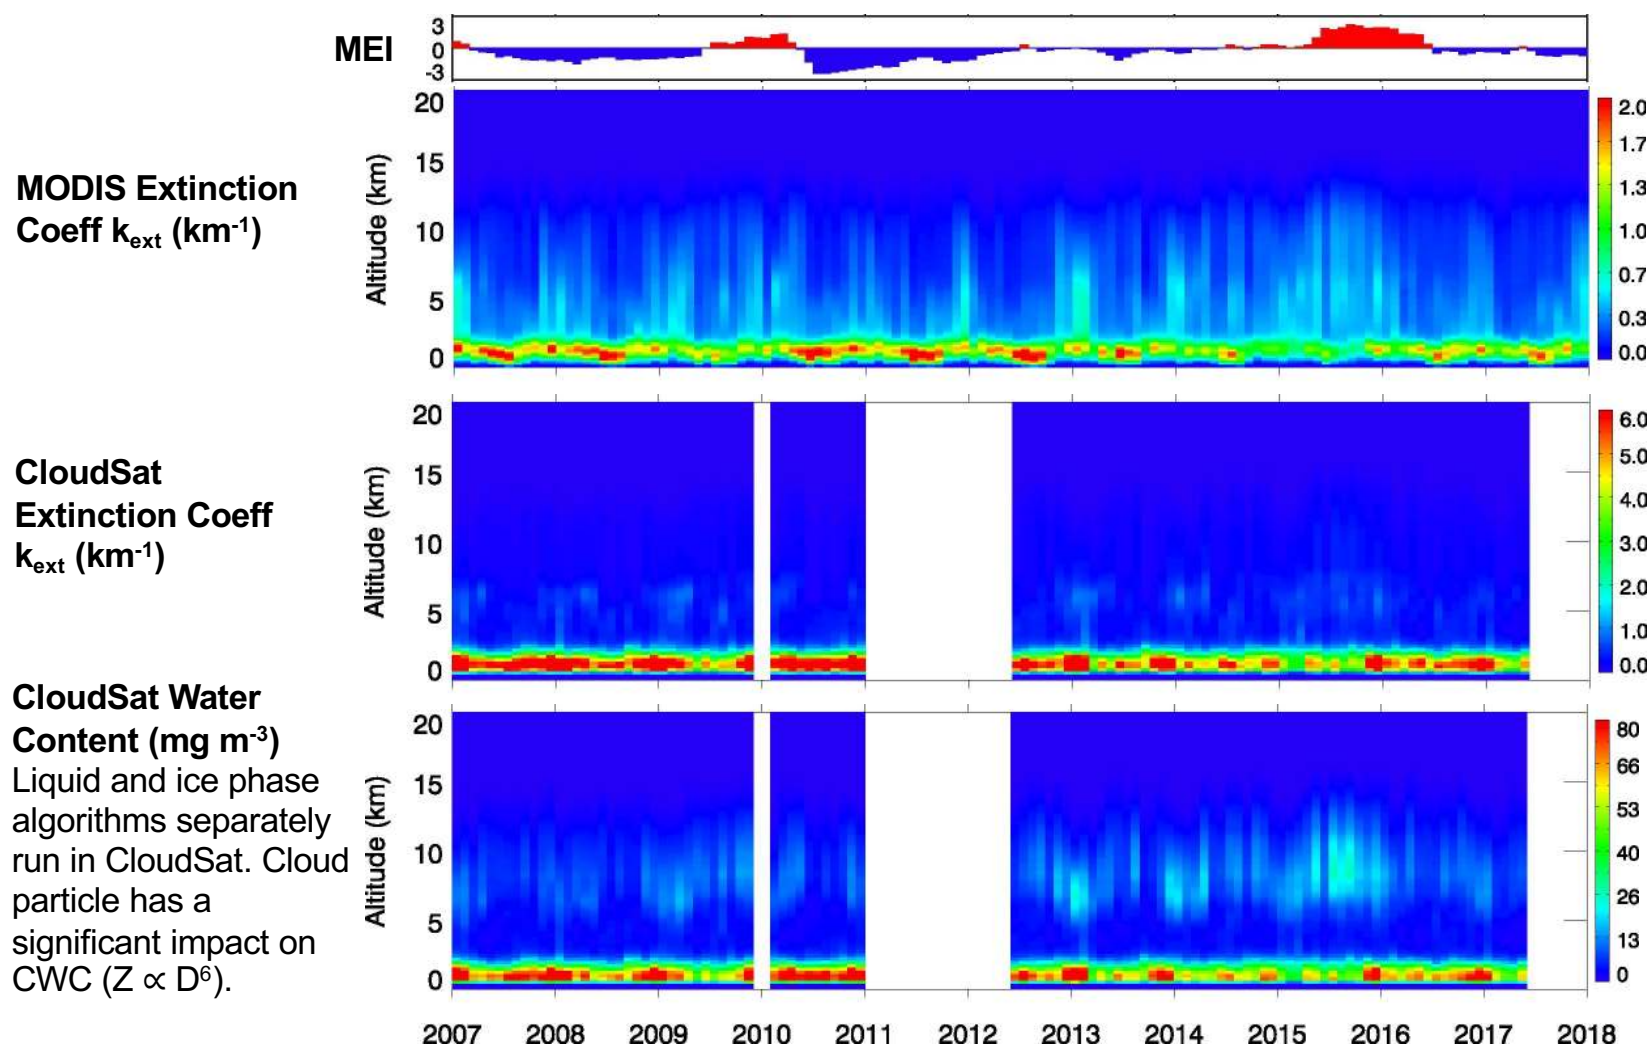 MEI
3
0
-3
MODIS Extinction
Coeff kext (km-1)
Altitude (km)
20
15
10
5
0
2.0
1.7
1.3
1.0
0.7
0.3
0.0
CloudSat
Extinction Coeff
kext (km-1)
Altitude (km)
20
15
10
5
0
6.0
5.0
4.0
3.0
2.0
1.0
0.0
CloudSat Water
Content (mg m-3)
Liquid and ice phase
algorithms separately
run in CloudSat. Cloud
particle has a
significant impact on
CWC (Z ∝ D6).
Altitude (km)
20
15
10
5
0
80
66
53
40
26
13
0
2007 2008 2009 2010 2011 2012 2013 2014 2015 2016 2017 2018